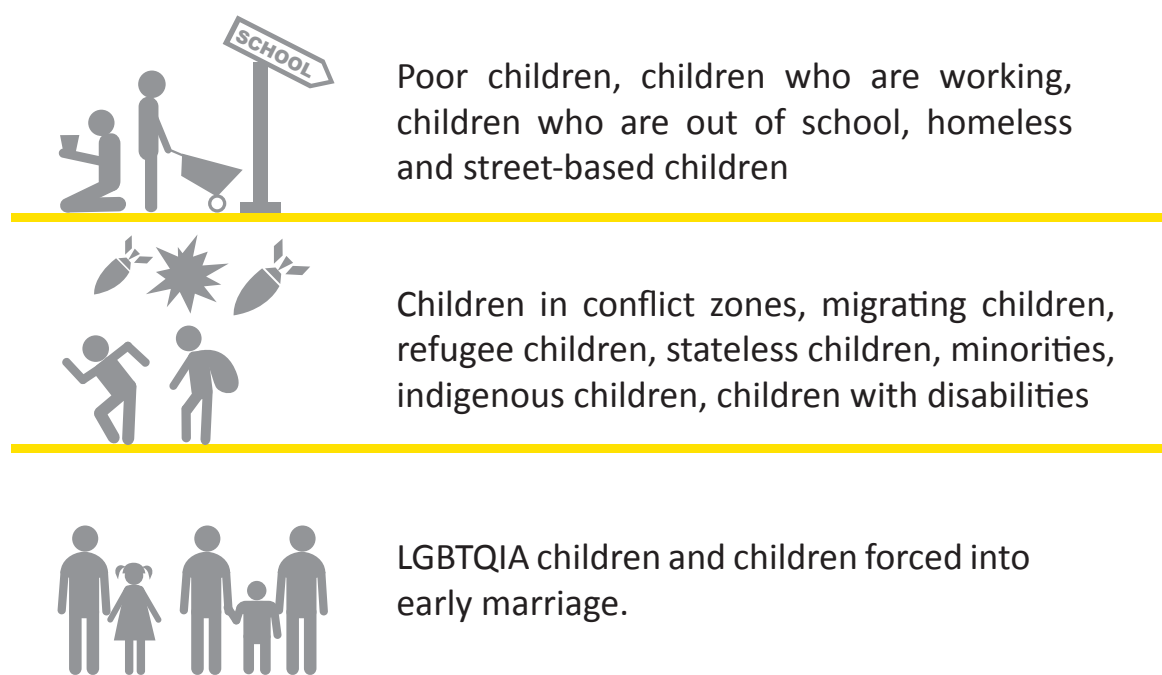 SCHOOL
Poor children, children who are working,
children who are out of school, homeless
and street-based children
Children in conflict zones, migrating children,
refugee children, stateless children, minorities,
indigenous children, children with disabilities
LGBTQIA children and children forced into
early marriage.